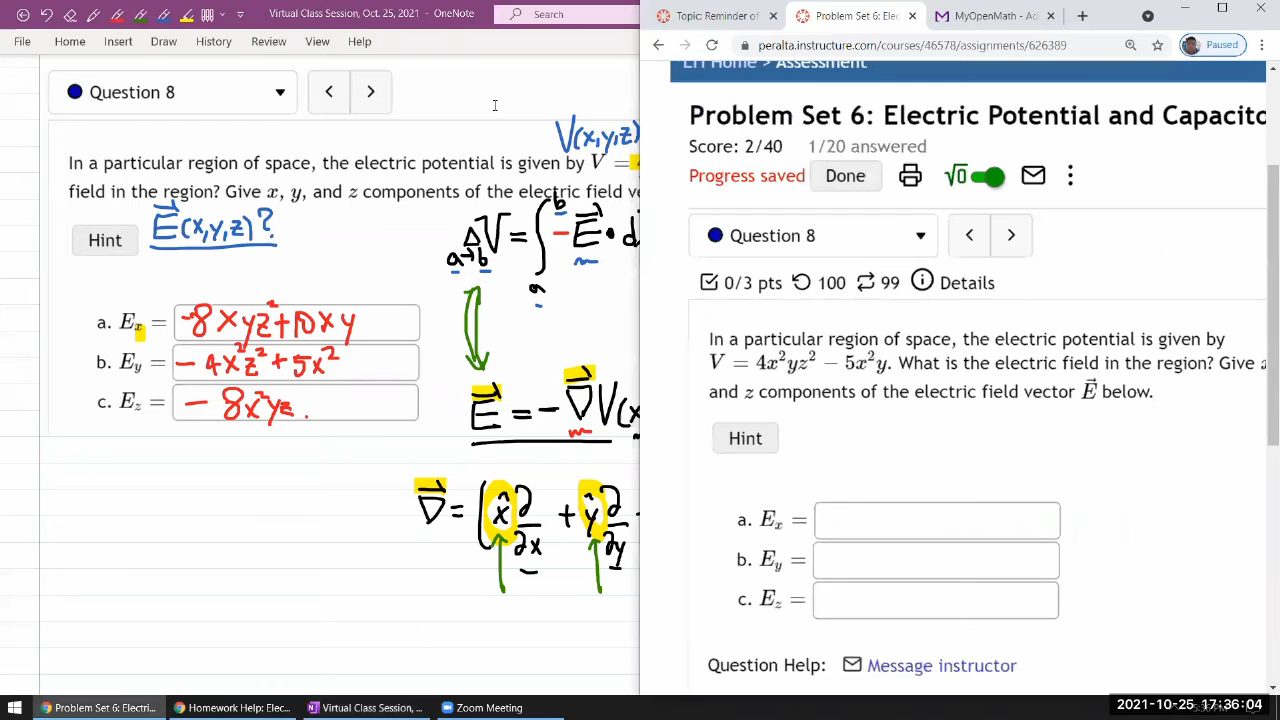 Virtual Class Session, Oct. 25, 2021 - OneNote
File Home Insert Draw History Review View Help
Question 8
V(x,y,z)
In a particular region of space, the electric potential is given by V =
field in the region? Give x, y, and z components of the electric field
E⃗(x,y,z)?
Hint
ΔV = ∫ - E⃗ •
a→b
b
a
a. Eₓ = -8xyz²+10xy
b. E_y = - 4x²z² + 5x²
c. E_z = - 8x²yz.
E⃗ = - ∇⃗V(x
∇⃗ = (x̂ ∂/∂x + ŷ ∂/∂y
Topic Reminder of
Problem Set 6: Elec
MyOpenMath - As
peralta.instructure.com/courses/46578/assignments/626389
Paused
Assessment
Problem Set 6: Electric Potential and Capacito
Score: 2/40 1/20 answered
Progress saved Done √0
Question 8
0/3 pts 100 99 Details
In a particular region of space, the electric potential is given by
V = 4x²yz² − 5x²y. What is the electric field in the region? Give
and z components of the electric field vector E⃗ below.
Hint
a. Eₓ =
b. E_y =
c. E_z =
Question Help: Message instructor
Problem Set 6: Electri... Homework Help: Elec... Virtual Class Session, ... Zoom Meeting
2021-10-25 17:36:04